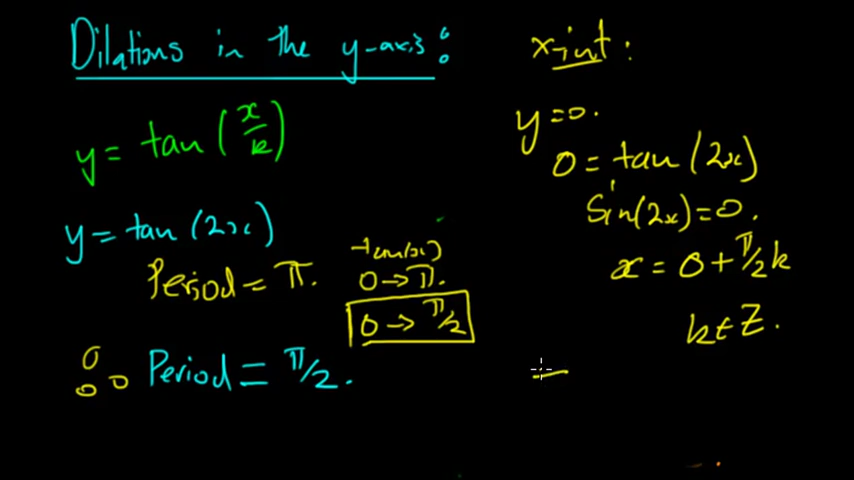 Dilations in the y-axis:
y = tan(x/k)
y = tan(2x)
Period = π.
tan(x)
0 → π.
0 → π/2
∴ Period = π/2.
x-int:
y = 0.
0 = tan(2x)
Sin(2x) = 0.
x = 0 + π/2 k
k ∈ Z.